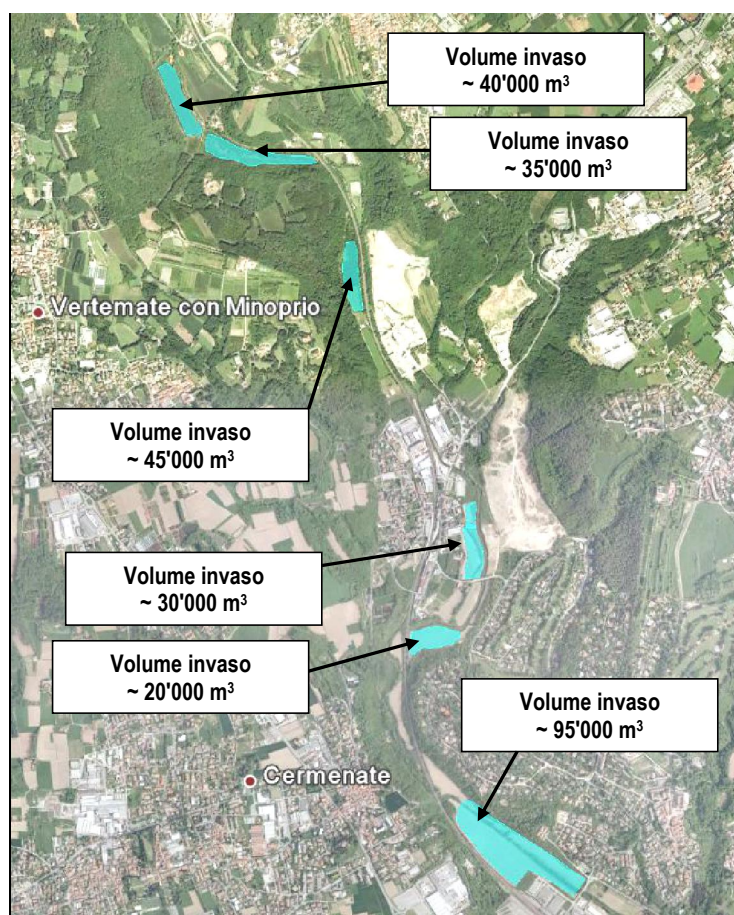 Volume invaso
~ 40'000 m³
Volume invaso
~ 35'000 m³
Vertemate con Minoprio
Volume invaso
~ 45'000 m³
Volume invaso
~ 30'000 m³
Volume invaso
~ 20'000 m³
Volume invaso
~ 95'000 m³
Cermenate